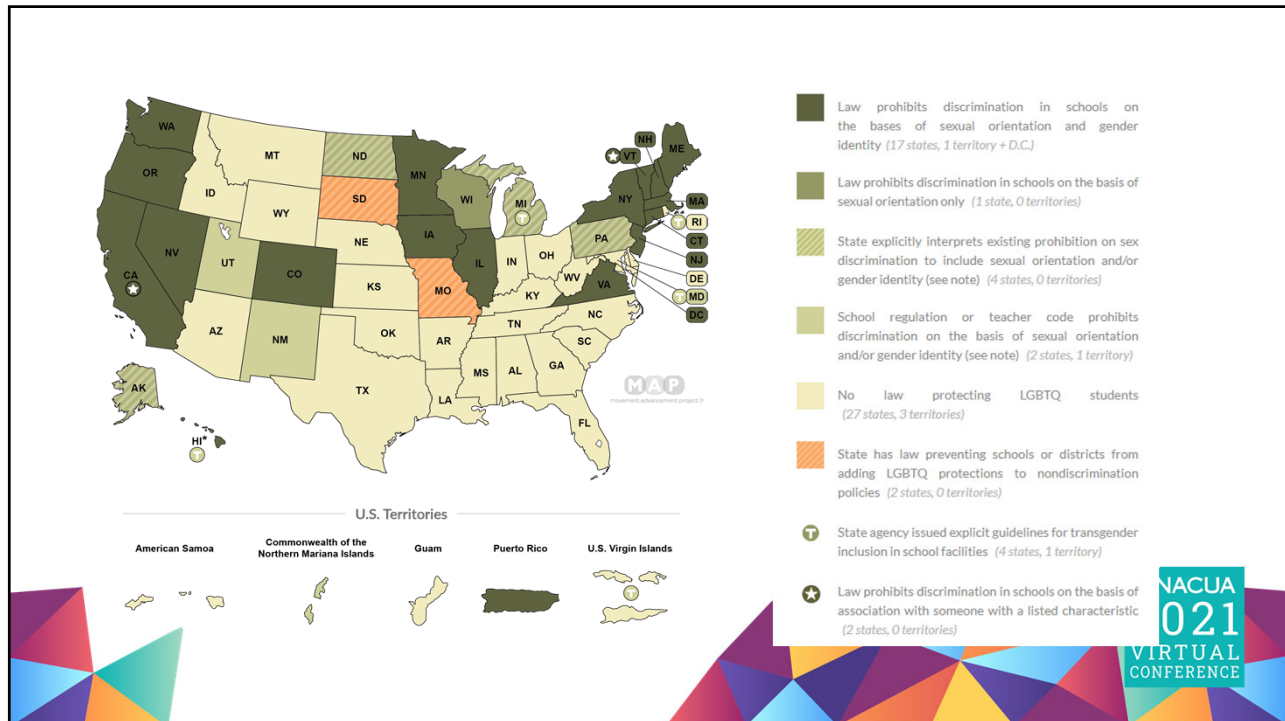 WA
OR
CA
NV
ID
MT
WY
UT
CO
AZ
NM
ND
SD
NE
KS
OK
TX
MN
IA
MO
AR
LA
WI
IL
MI
IN
OH
KY
TN
MS
AL
GA
FL
SC
NC
VA
WV
PA
NY
VT
NH
ME
MA
RI
CT
NJ
DE
MD
DC
AK
HI*
T
T
T
T
MAP
movement advancement project
U.S. Territories
American Samoa
Commonwealth of the
Northern Mariana Islands
Guam
Puerto Rico
U.S. Virgin Islands
T
Law prohibits discrimination in schools on
the bases of sexual orientation and gender
identity (17 states, 1 territory + D.C.)
Law prohibits discrimination in schools on the basis of
sexual orientation only (1 state, 0 territories)
State explicitly interprets existing prohibition on sex
discrimination to include sexual orientation and/or
gender identity (see note) (4 states, 0 territories)
School regulation or teacher code prohibits
discrimination on the basis of sexual orientation
and/or gender identity (see note) (2 states, 1 territory)
No law protecting LGBTQ students
(27 states, 3 territories)
State has law preventing schools or districts from
adding LGBTQ protections to nondiscrimination
policies (2 states, 0 territories)
T
State agency issued explicit guidelines for transgender
inclusion in school facilities (4 states, 1 territory)
Law prohibits discrimination in schools on the basis of
association with someone with a listed characteristic
(2 states, 0 territories)
NACUA
021
VIRTUAL
CONFERENCE